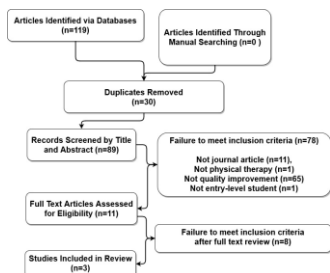 Articles Identified via Databases
(n=119)
Articles Identified Through
Manual Searching (n=0 )
Duplicates Removed
(n=30)
Records Screened by Title
and Abstract (n=89)
Failure to meet inclusion criteria (n=78)
Not journal article (n=11),
Not physical therapy (n=1)
Not quality improvement (n=65)
Not entry-level student (n=1)
Full Text Articles Assessed
for Eligibility (n=11)
Failure to meet inclusion criteria
after full text review (n=8)
Studies Included in Review
(n=3)